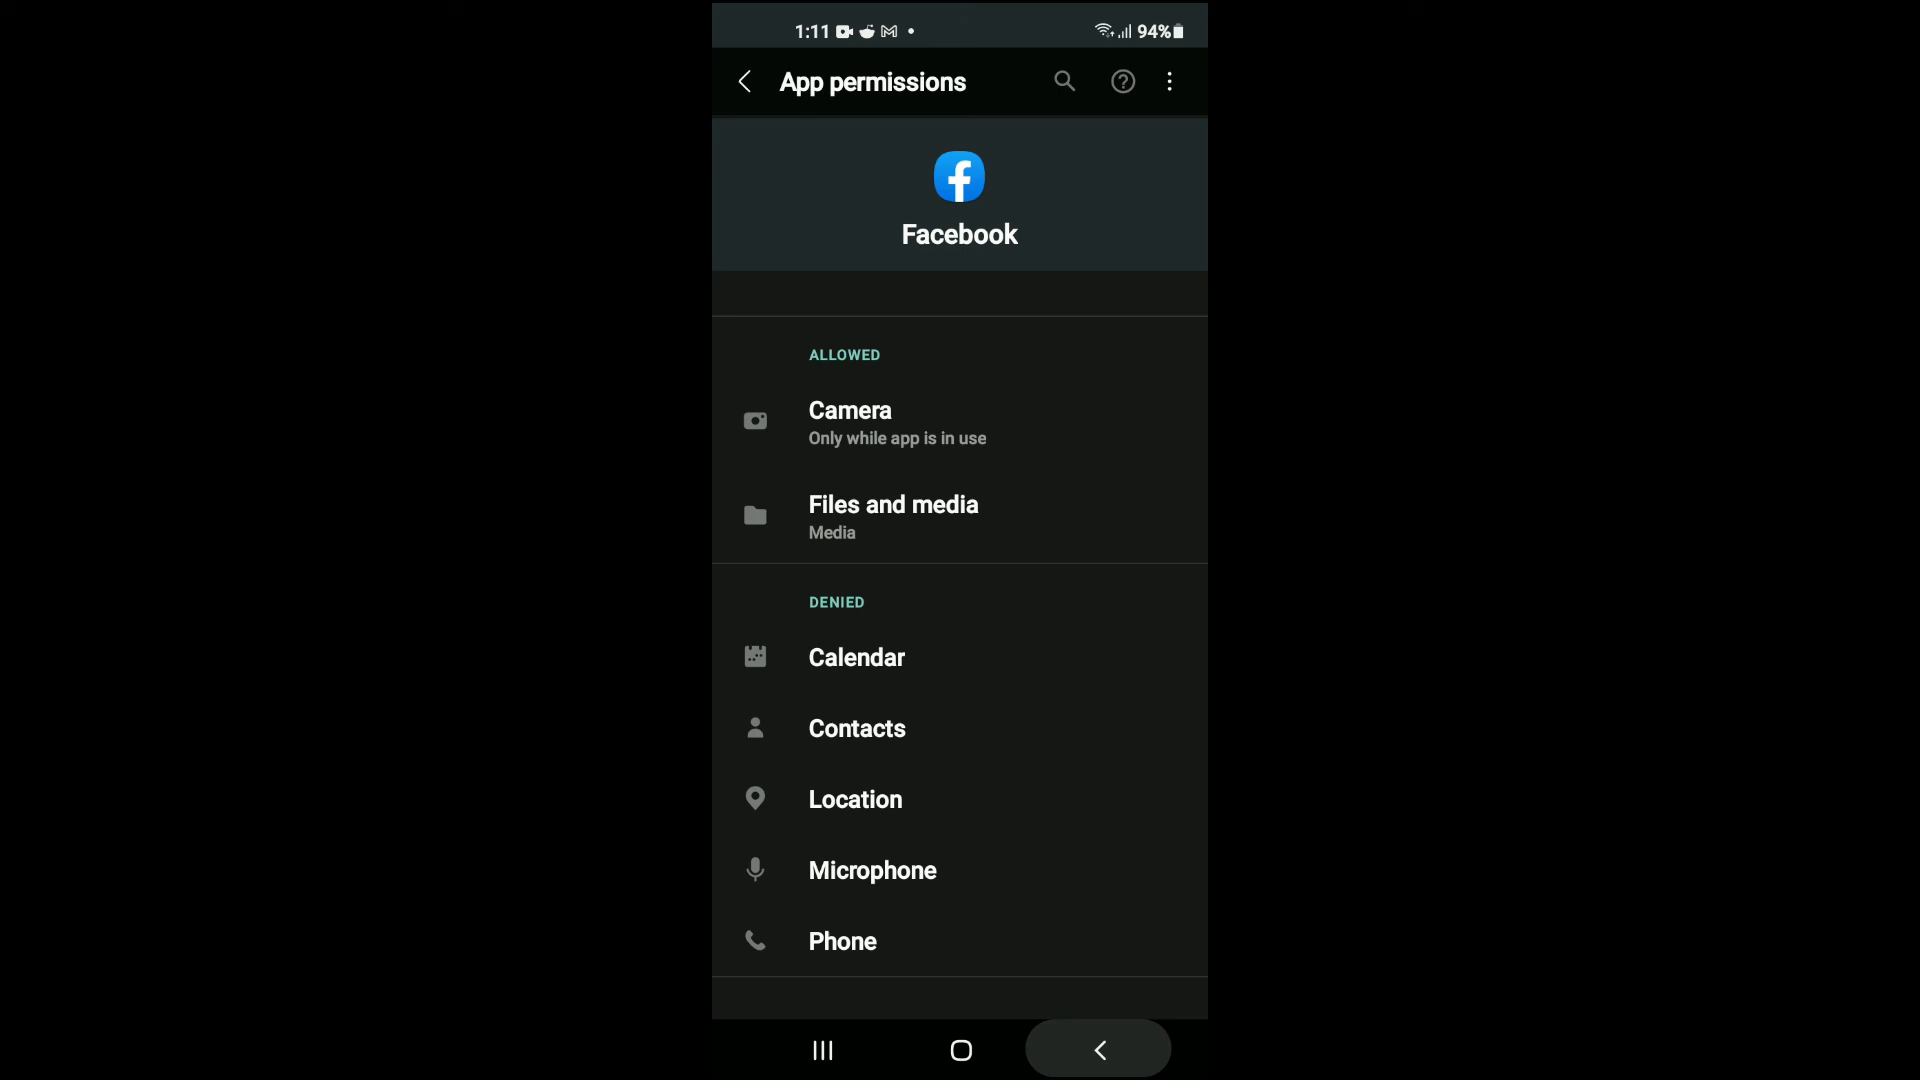 1:11 94%
App permissions
Facebook
ALLOWED
Camera
Only while app is in use
Files and media
Media
DENIED
Calendar
Contacts
Location
Microphone
Phone